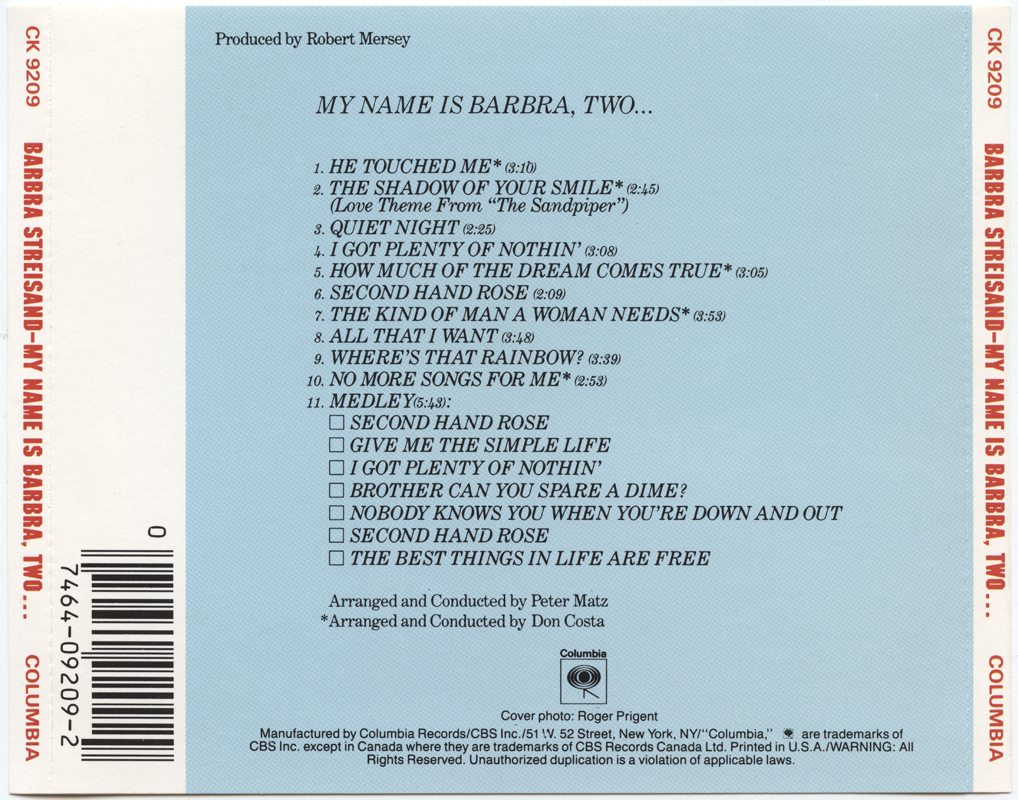 CK 9209
BARBRA STREISAND–MY NAME IS BARBRA, TWO...
COLUMBIA
0
7464-09209-2
Produced by Robert Mersey
MY NAME IS BARBRA, TWO...
1. HE TOUCHED ME* (3:10)
2. THE SHADOW OF YOUR SMILE* (2:45)
(Love Theme From “The Sandpiper”)
3. QUIET NIGHT (2:25)
4. I GOT PLENTY OF NOTHIN’ (3:08)
5. HOW MUCH OF THE DREAM COMES TRUE* (3:05)
6. SECOND HAND ROSE (2:09)
7. THE KIND OF MAN A WOMAN NEEDS* (3:53)
8. ALL THAT I WANT (3:48)
9. WHERE’S THAT RAINBOW? (3:39)
10. NO MORE SONGS FOR ME* (2:53)
11. MEDLEY(5:43):
□ SECOND HAND ROSE
□ GIVE ME THE SIMPLE LIFE
□ I GOT PLENTY OF NOTHIN’
□ BROTHER CAN YOU SPARE A DIME?
□ NOBODY KNOWS YOU WHEN YOU’RE DOWN AND OUT
□ SECOND HAND ROSE
□ THE BEST THINGS IN LIFE ARE FREE
Arranged and Conducted by Peter Matz
*Arranged and Conducted by Don Costa
Columbia
Cover photo: Roger Prigent
Manufactured by Columbia Records/CBS Inc./51 W. 52 Street, New York, NY/"Columbia," are trademarks of
CBS Inc. except in Canada where they are trademarks of CBS Records Canada Ltd. Printed in U.S.A./WARNING: All
Rights Reserved. Unauthorized duplication is a violation of applicable laws.
CK 9209
BARBRA STREISAND–MY NAME IS BARBRA, TWO...
COLUMBIA